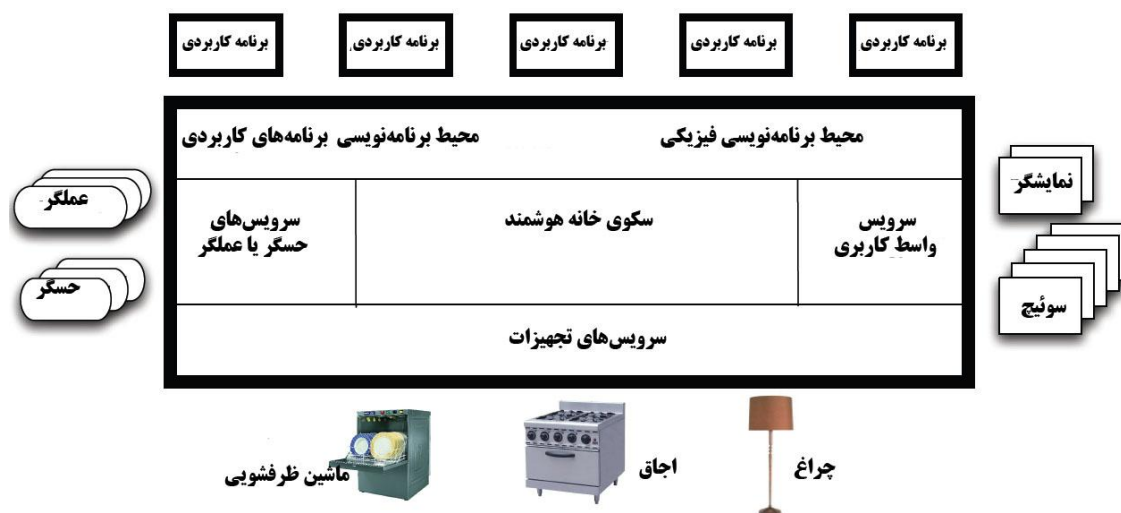 برنامه کاربردی
برنامه کاربردی
برنامه کاربردی
برنامه کاربردی
برنامه کاربردی
محیط برنامه‌نویسی فیزیکی
محیط برنامه‌نویسی برنامه‌های کاربردی
نمایشگر
سوئیچ
سرویس
واسط کاربری
سکوی خانه هوشمند
سرویس‌های
حسگر یا عملگر
عملگر
حسگر
سرویس‌های تجهیزات
چراغ
اجاق
ماشین ظرفشویی